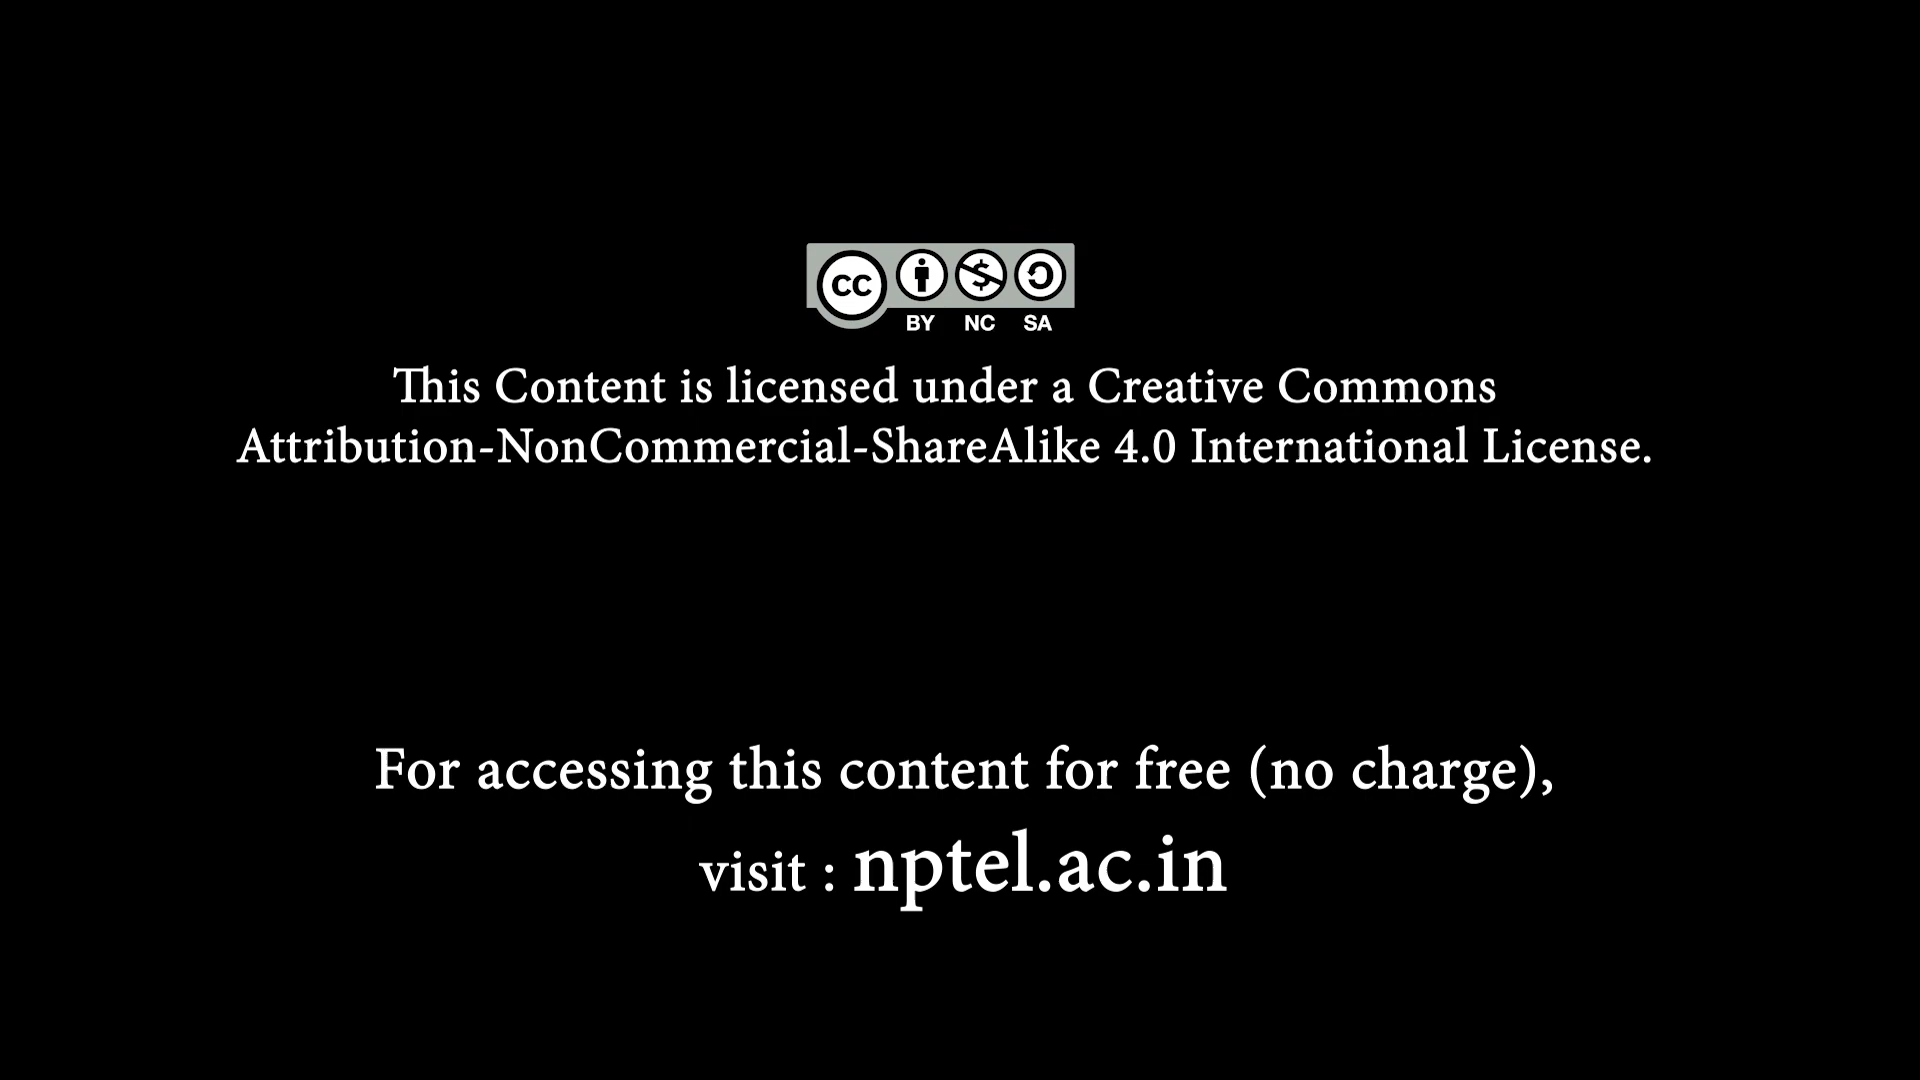 CC
BY NC SA
This Content is licensed under a Creative Commons
Attribution-NonCommercial-ShareAlike 4.0 International License.
For accessing this content for free (no charge),
visit : nptel.ac.in